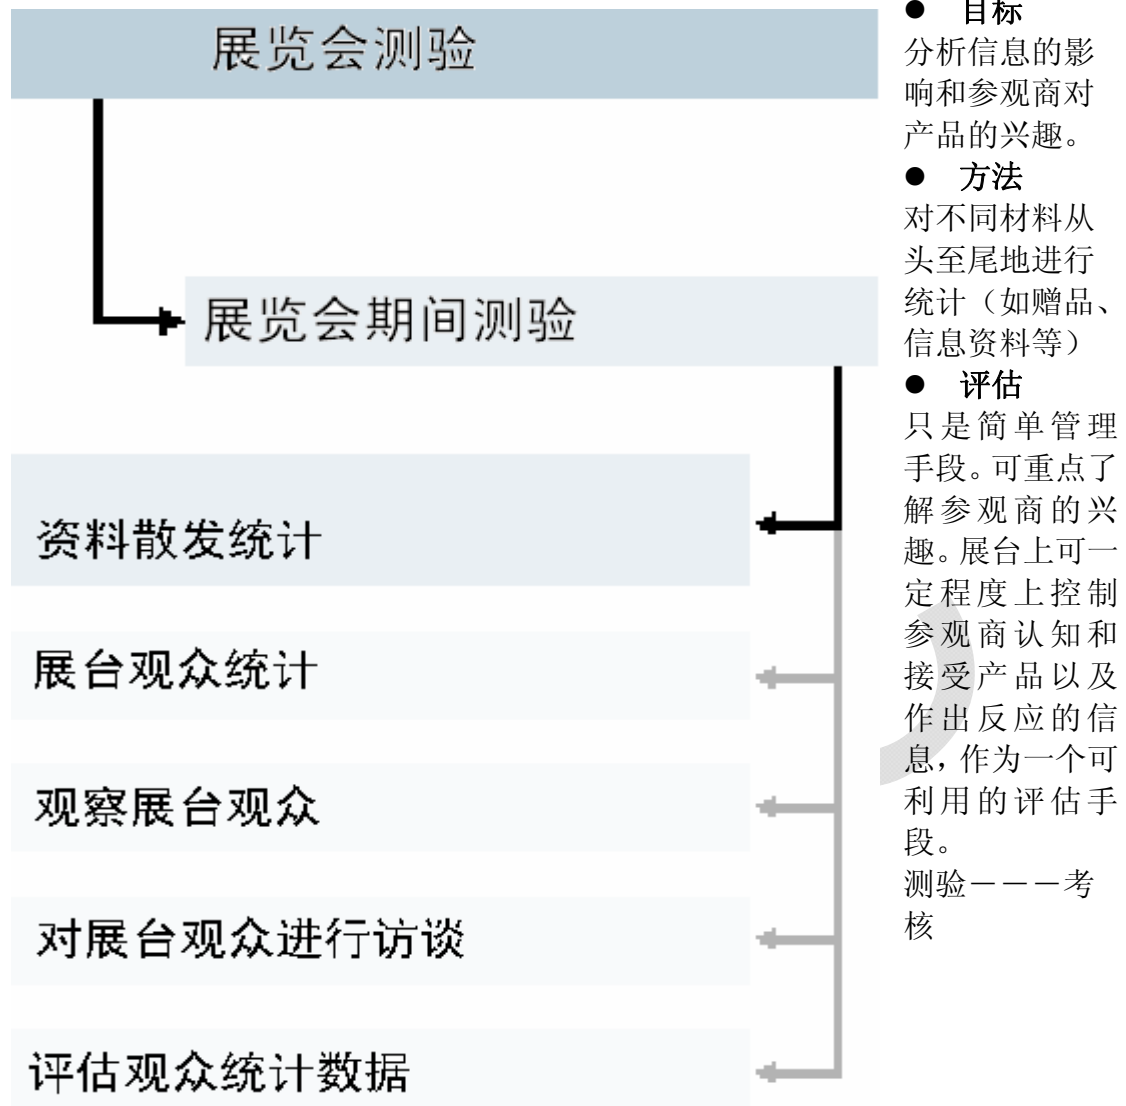 展览会测验
展览会期间测验
资料散发统计
展台观众统计
观察展台观众
对展台观众进行访谈
评估观众统计数据
● 目标
分析信息的影
响和参观商对
产品的兴趣。
● 方法
对不同材料从
头至尾地进行
统计（如赠品、
信息资料等）
● 评估
只是简单管理
手段。可重点了
解参观商的兴
趣。展台上可一
定程度上控制
参观商认知和
接受产品以及
作出反应的信
息，作为一个可
利用的评估手
段。
测验－－－考
核